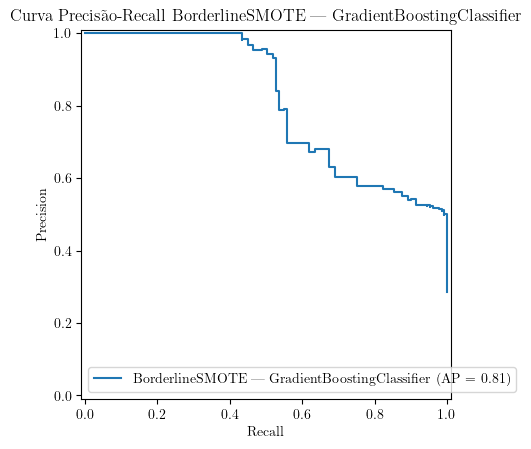 Curva Precisão-Recall BorderlineSMOTE — GradientBoostingClassifier
1.0
0.8
0.6
0.4
0.2
0.0
Precision
BorderlineSMOTE — GradientBoostingClassifier (AP = 0.81)
0.0 0.2 0.4 0.6 0.8 1.0
Recall